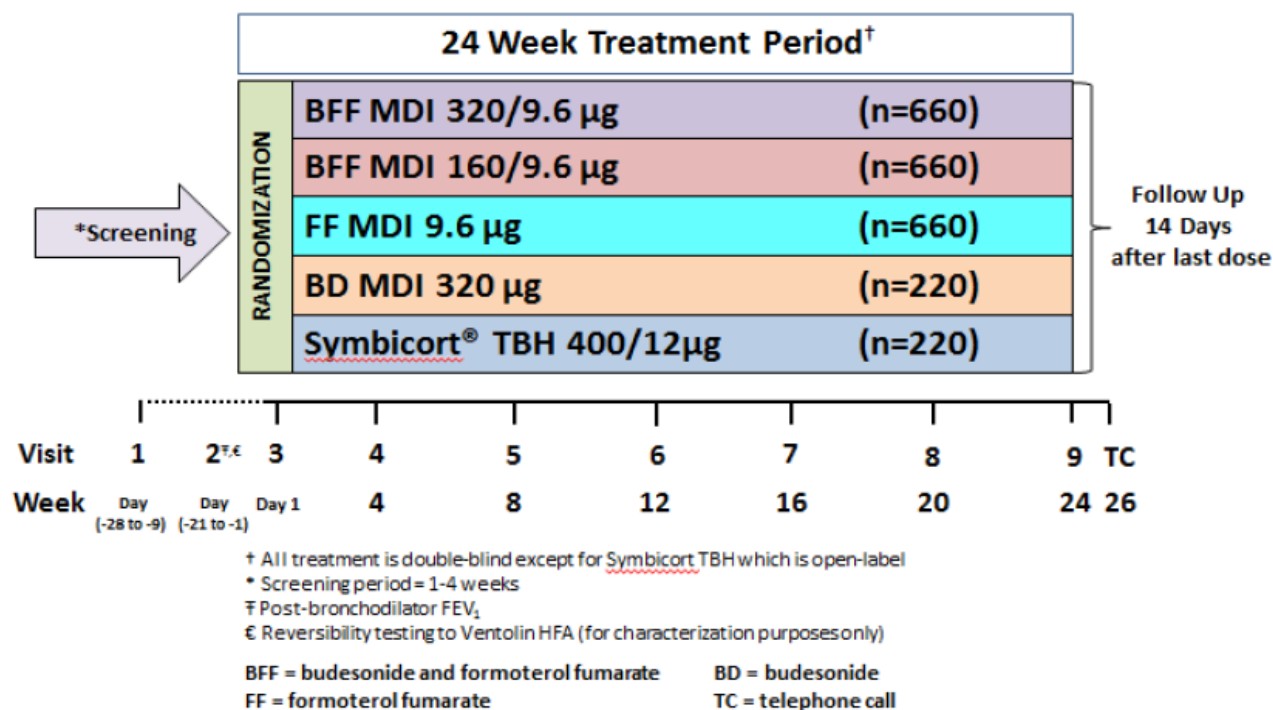 24 Week Treatment Period†
*Screening
RANDOMIZATION
BFF MDI 320/9.6 µg (n=660)
BFF MDI 160/9.6 µg (n=660)
FF MDI 9.6 µg (n=660)
BD MDI 320 µg (n=220)
Symbicort® TBH 400/12µg (n=220)
Follow Up
14 Days
after last dose
Visit 1 2Ŧ,€ 3 4 5 6 7 8 9 TC
Week Day (-28 to -9) Day (-21 to -1) Day 1 4 8 12 16 20 24 26
† All treatment is double-blind except for Symbicort TBH which is open-label
* Screening period = 1-4 weeks
Ŧ Post-bronchodilator FEV₁
€ Reversibility testing to Ventolin HFA (for characterization purposes only)
BFF = budesonide and formoterol fumarate BD = budesonide
FF = formoterol fumarate TC = telephone call